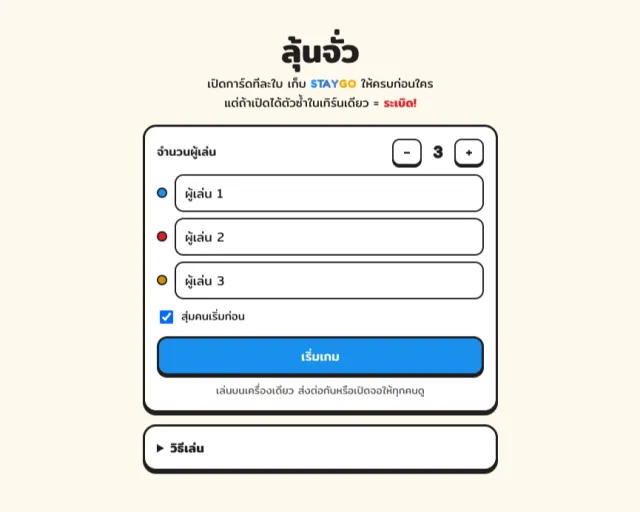 ลุ้นจั่ว
เปิดการ์ดทีละใบ เก็บ STAYGO ให้ครบก่อนใคร
แต่ถ้าเปิดได้ตัวซ้ำในเทิร์นเดียว = ระเบิด!
จำนวนผู้เล่น − 3 +
ผู้เล่น 1
ผู้เล่น 2
ผู้เล่น 3
สุ่มคนเริ่มก่อน
เริ่มเกม
เล่นบนเครื่องเดียว ส่งต่อกันหรือเปิดจอให้ทุกคนดู
วิธีเล่น